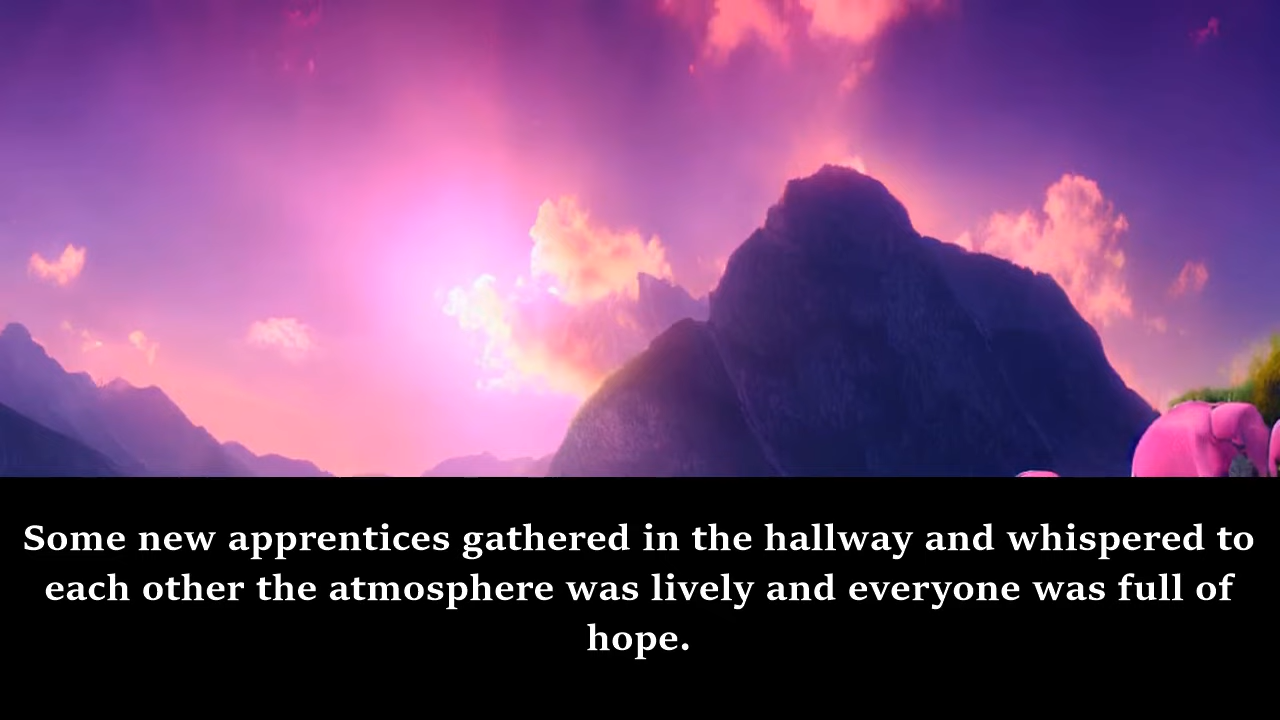 Some new apprentices gathered in the hallway and whispered to
each other the atmosphere was lively and everyone was full of
hope.